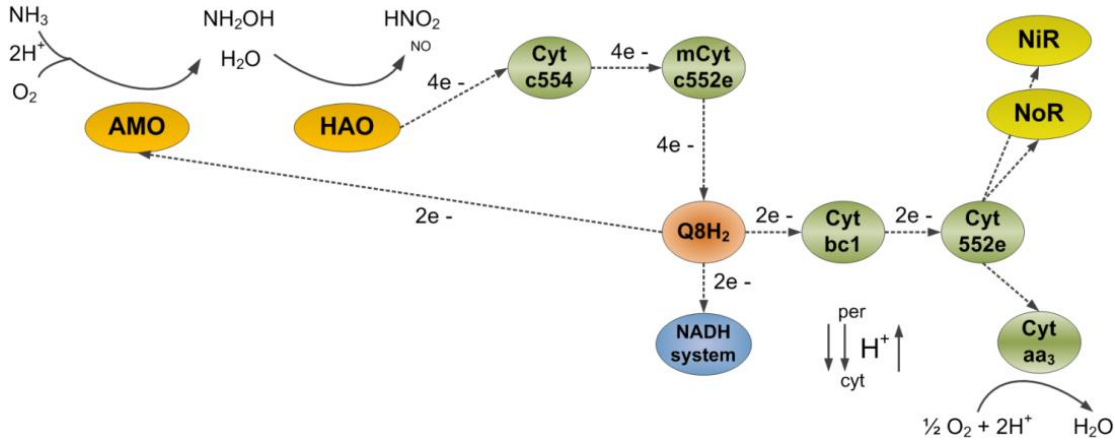 NH₃
2H⁺
O₂
NH₂OH
H₂O
HNO₂
NO
AMO
HAO
4e -
Cyt
c554
4e -
mCyt
c552e
4e -
2e -
Q8H₂
2e -
Cyt
bc1
2e -
Cyt
552e
NiR
NoR
2e -
NADH
system
per
H⁺
cyt
Cyt
aa₃
½ O₂ + 2H⁺
H₂O